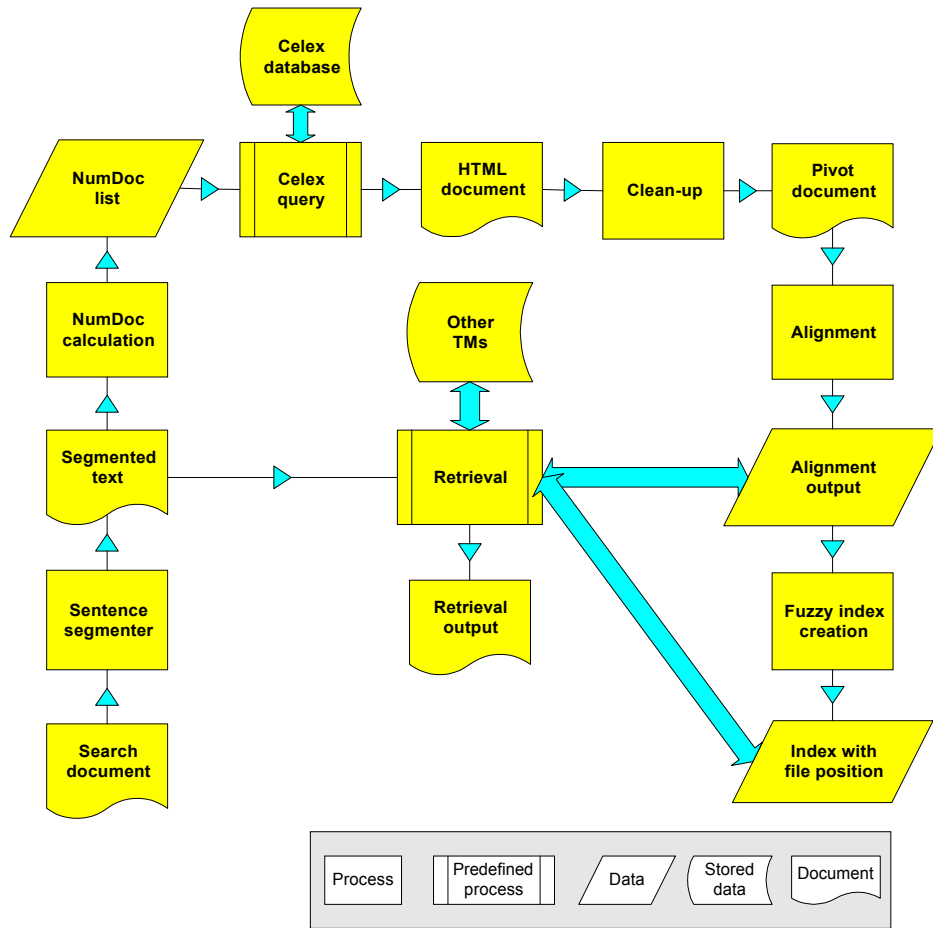 Celex
database
NumDoc
list
Celex
query
HTML
document
Clean-up
Pivot
document
NumDoc
calculation
Other
TMs
Alignment
Segmented
text
Retrieval
Alignment
output
Sentence
segmenter
Retrieval
output
Fuzzy index
creation
Search
document
Index with
file position
Process
Predefined
process
Data
Stored
data
Document